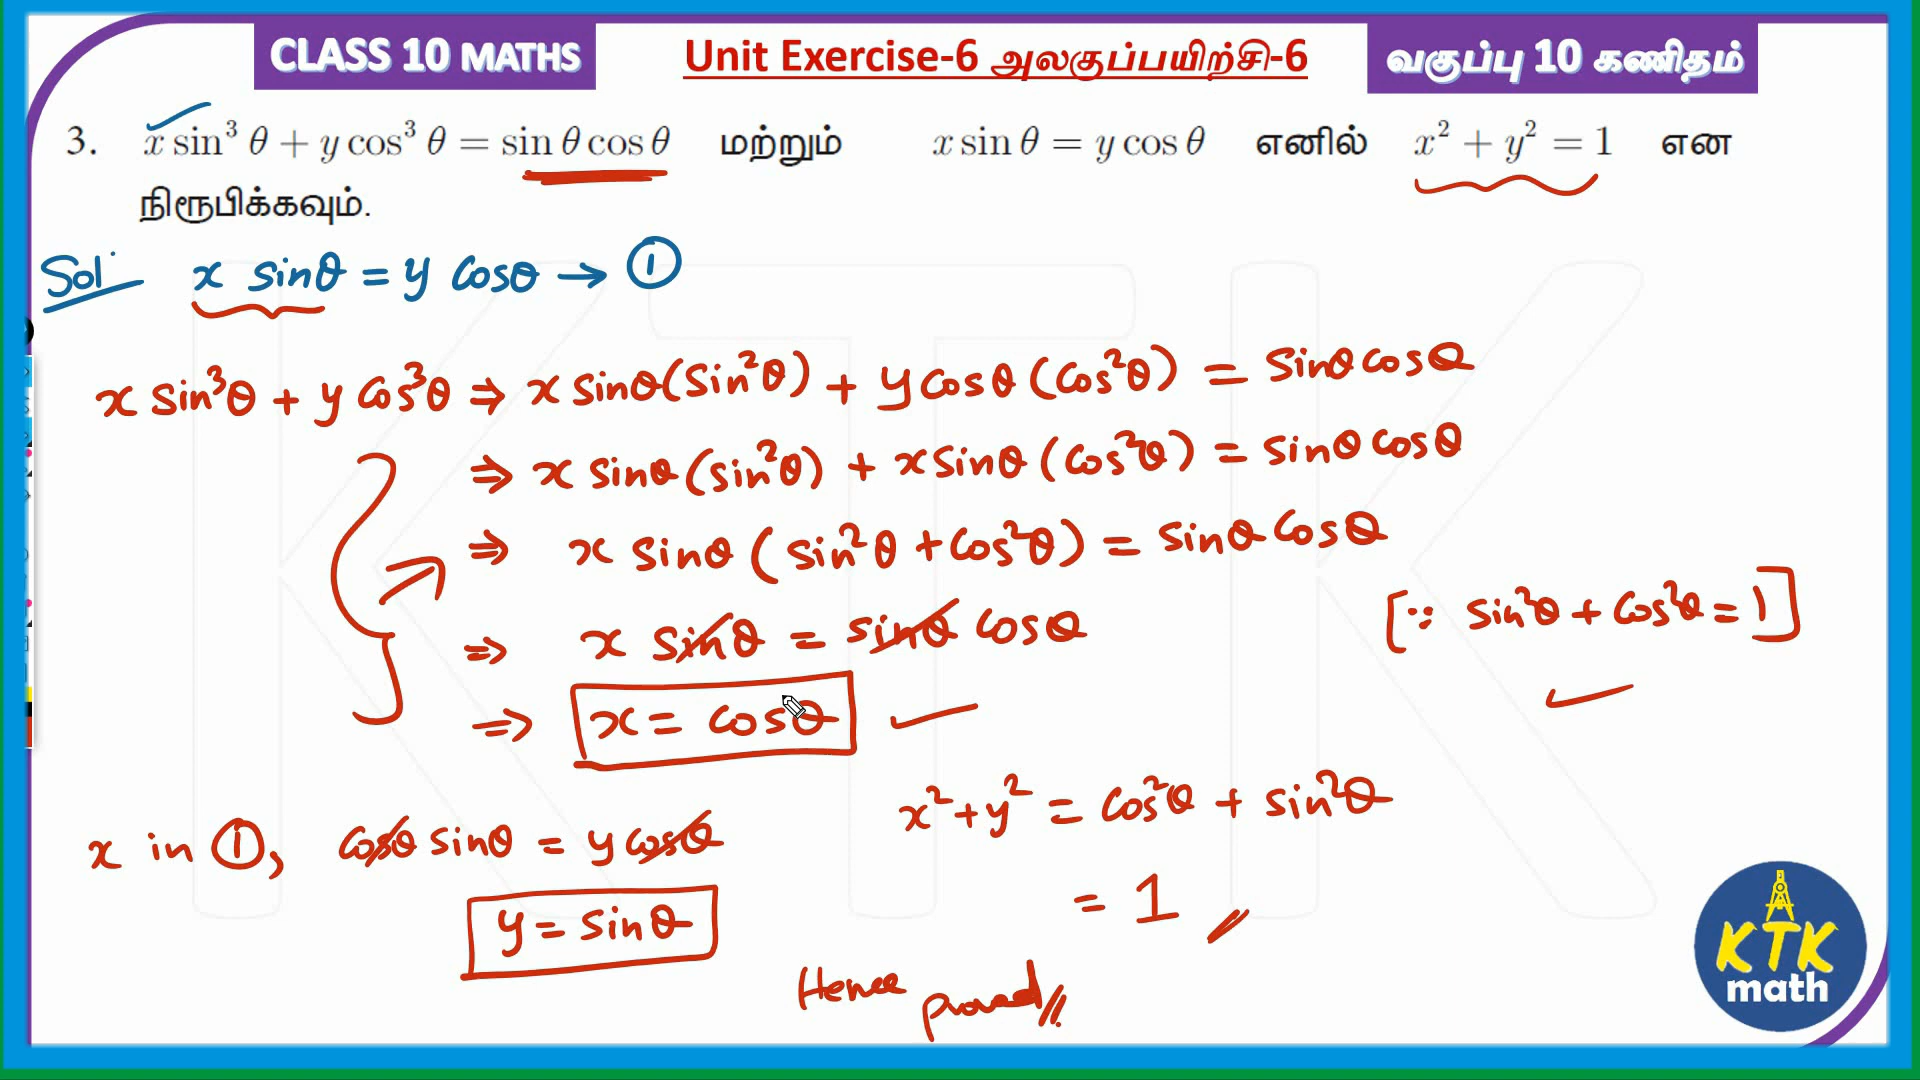 CLASS 10 MATHS
Unit Exercise-6 அலகுப்பயிற்சி-6
வகுப்பு 10 கணிதம்
3. x sin³ θ + y cos³ θ = sin θ cos θ மற்றும் x sin θ = y cos θ எனில் x² + y² = 1 என
நிரூபிக்கவும்.
Sol: x sinθ = y cosθ → ①
x sin³θ + y cos³θ ⇒ x sinθ(sin²θ) + y cosθ (cos²θ) = sinθ cosθ
⇒ x sinθ (sin²θ) + x sinθ (cos²θ) = sinθ cosθ
⇒ x sinθ ( sin²θ + cos²θ) = sinθ cosθ
[∵ sin²θ + cos²θ = 1]
⇒ x sinθ = sinθ cosθ
⇒ x = cosθ
x in ①, cosθ sinθ = y cosθ
y = sinθ
x² + y² = cos²θ + sin²θ
= 1
Hence proved
KTK
math